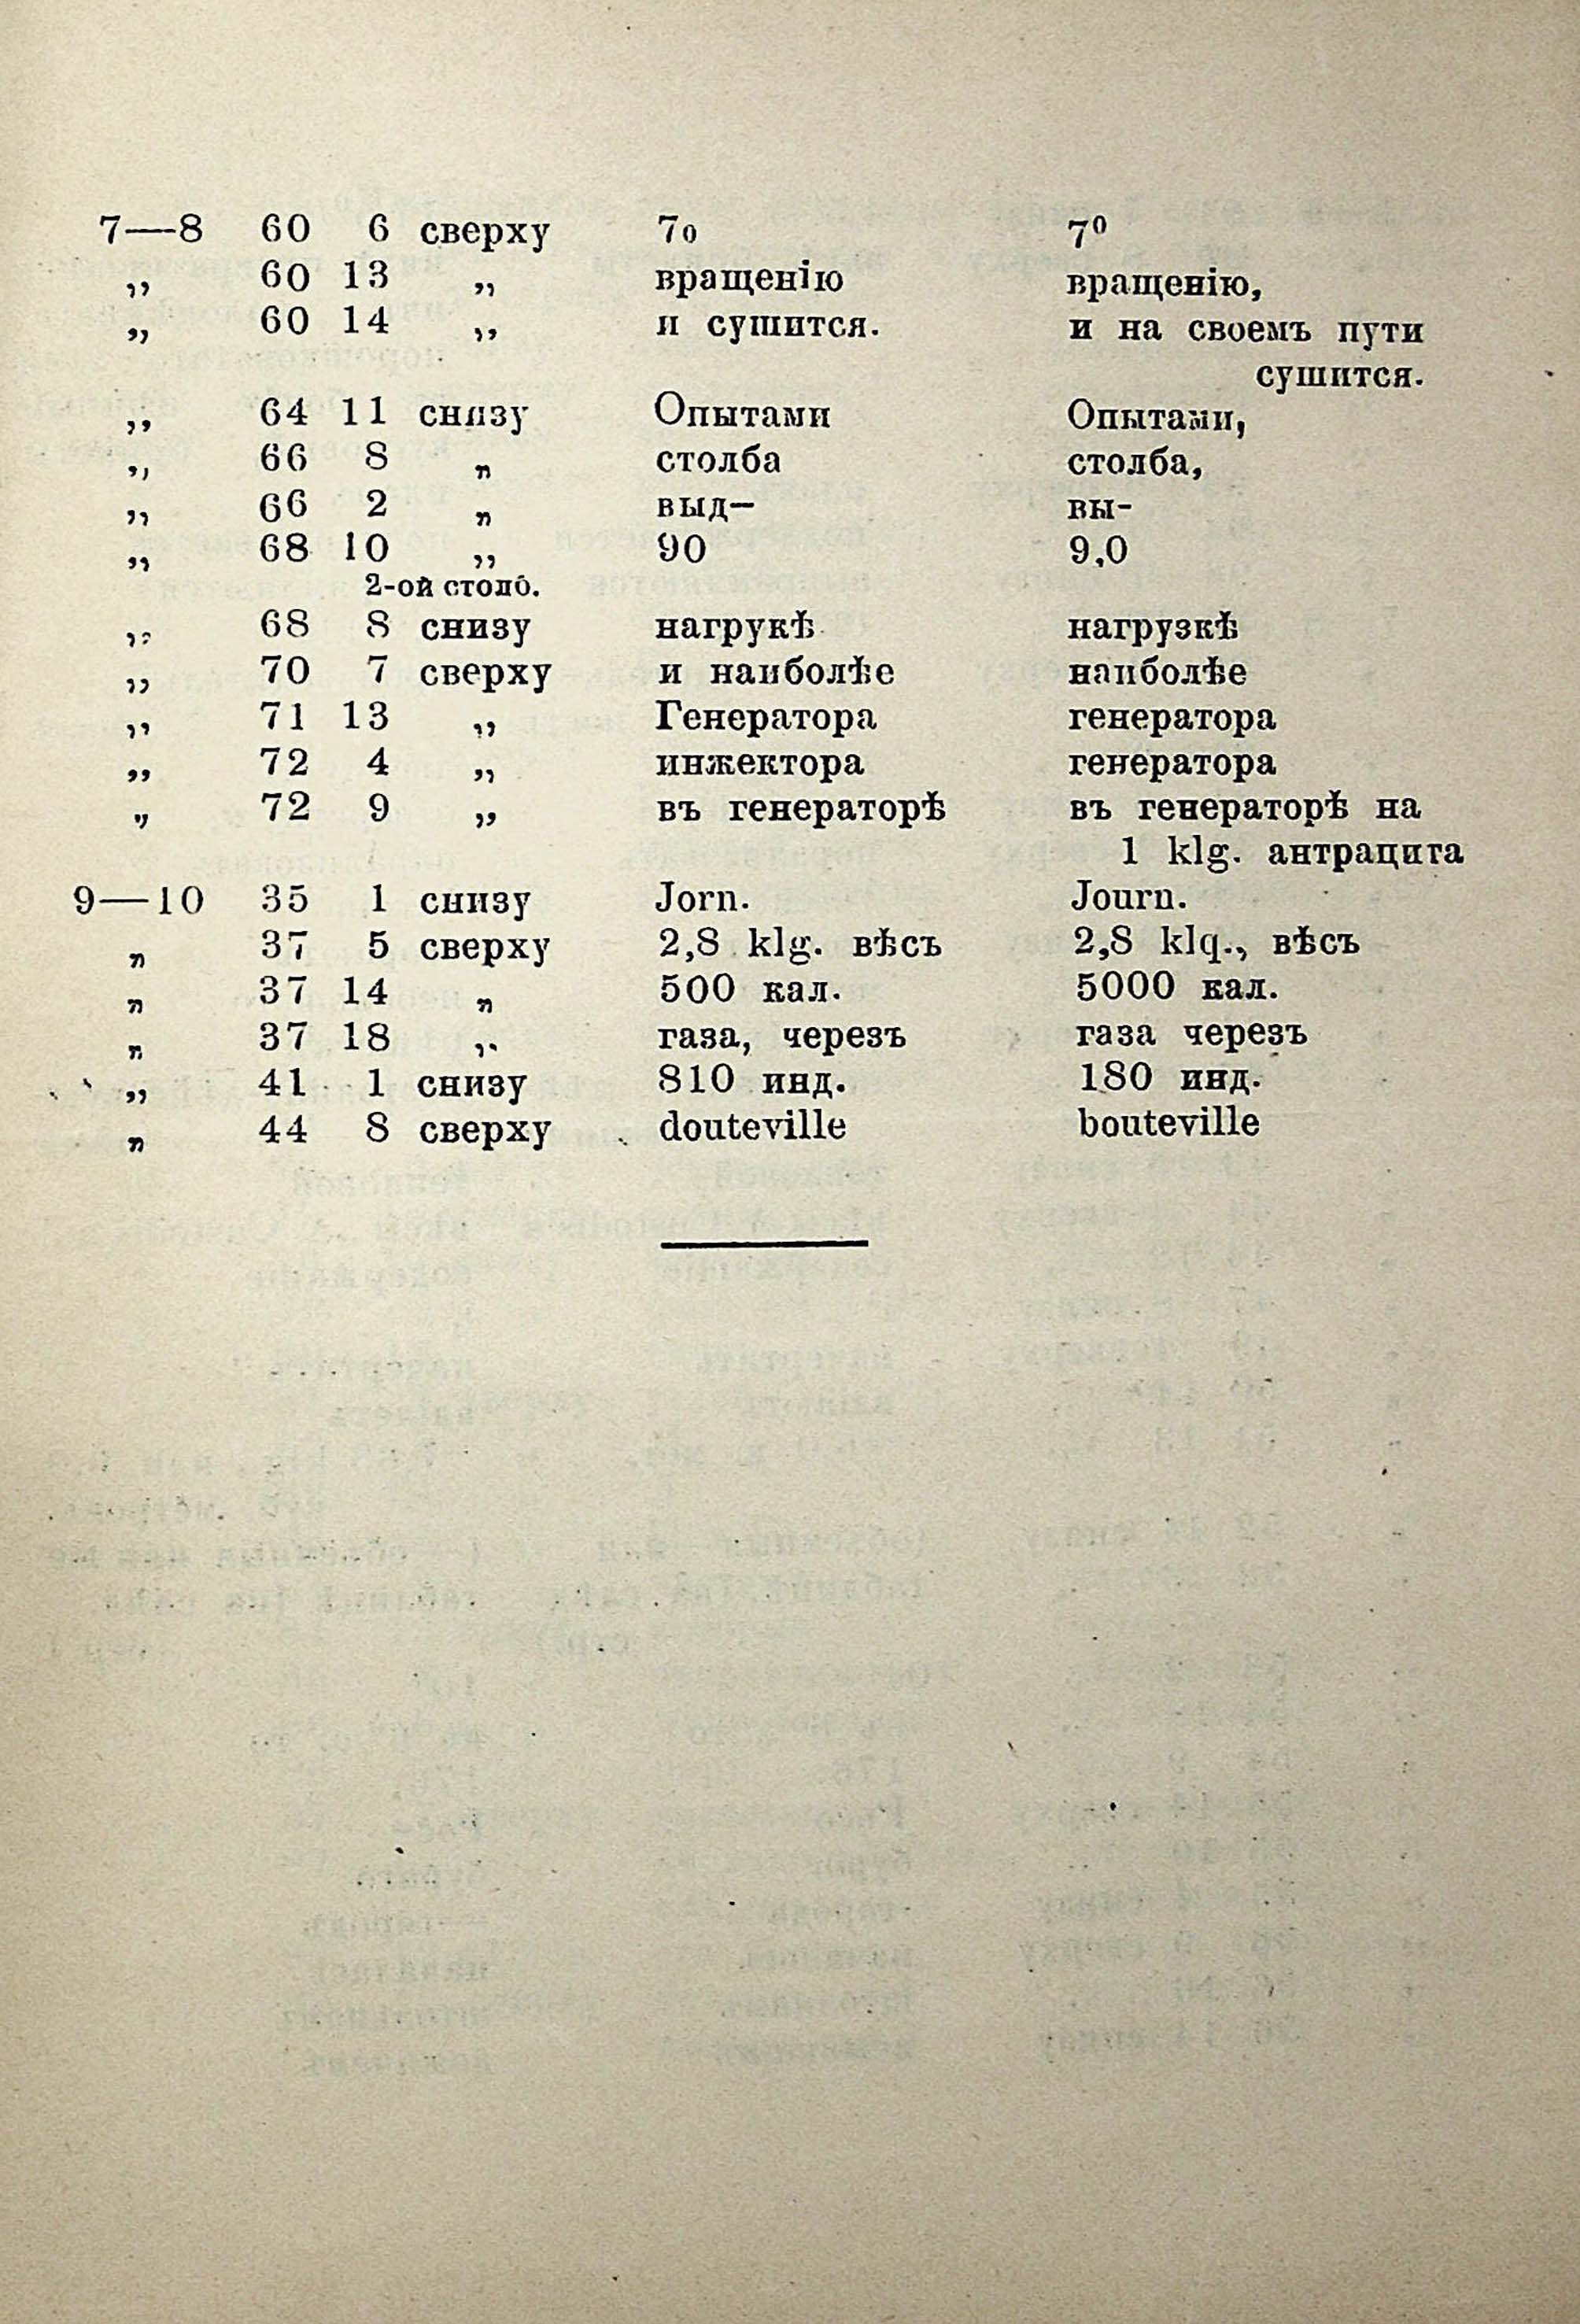 7—8 60 6 сверху 7о 7⁰
„ 60 13 „ вращенію вращенію,
„ 60 14 „ и сушится. и на своемъ пути
сушится.
„ 64 11 снизу Опытами Опытами,
„ 66 8 „ столба столба,
„ 66 2 „ выд— вы-
„ 68 10 „ 90 9,0
2-ой столб.
„ 68 8 снизу нагрукѣ нагрузкѣ
„ 70 7 сверху и наиболѣе наиболѣе
„ 71 13 „ Генератора генератора
„ 72 4 „ инжектора генератора
„ 72 9 „ въ генераторѣ въ генераторѣ на
1 klg. антрацита
9—10 35 1 снизу Jorn. Journ.
„ 37 5 сверху 2,8 klg. вѣсъ 2,8 klq., вѣсъ
„ 37 14 „ 500 кал. 5000 кал.
„ 37 18 „ газа, черезъ газа черезъ
„ 41 1 снизу 810 инд. 180 инд.
„ 44 8 сверху douteville bouteville